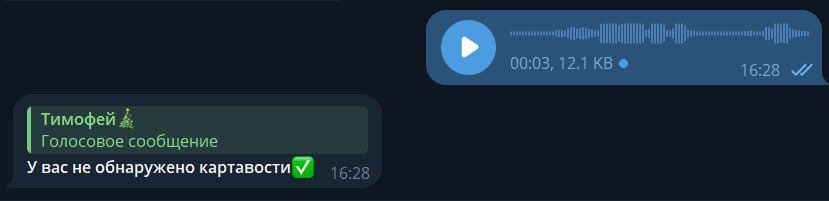 00:03, 12.1 KB
16:28
Тимофей🎄
Голосовое сообщение
У вас не обнаружено картавости✅
16:28